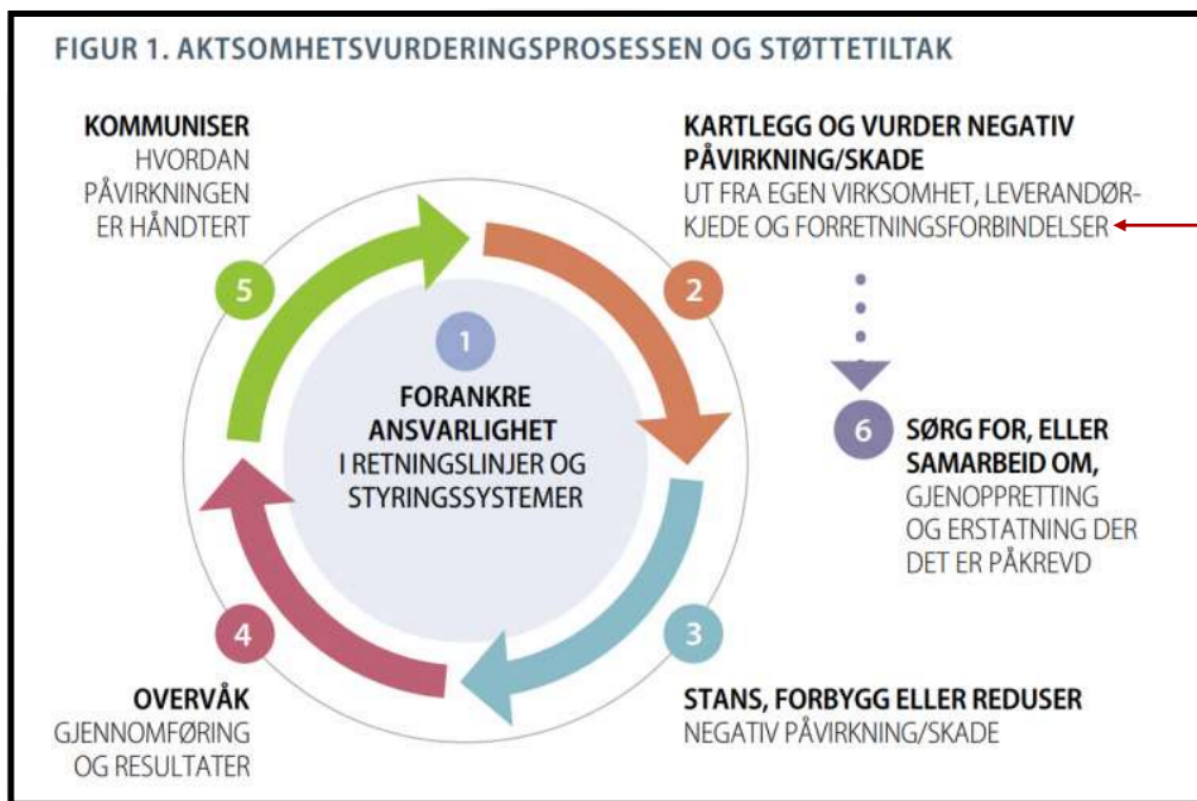 FIGUR 1. AKTSOMHETSVURDERINGSPROSESSEN OG STØTTETILTAK
1
FORANKRE
ANSVARLIGHET
I RETNINGSLINJER OG
STYRINGSSYSTEMER
2
KARTLEGG OG VURDER NEGATIV
PÅVIRKNING/SKADE
UT FRA EGEN VIRKSOMHET, LEVERANDØR-
KJEDE OG FORRETNINGSFORBINDELSER
3
STANS, FORBYGG ELLER REDUSER
NEGATIV PÅVIRKNING/SKADE
4
OVERVÅK
GJENNOMFØRING
OG RESULTATER
5
KOMMUNISER
HVORDAN
PÅVIRKNINGEN
ER HÅNDTERT
6
SØRG FOR, ELLER
SAMARBEID OM,
GJENOPPRETTING
OG ERSTATNING DER
DET ER PÅKREVD